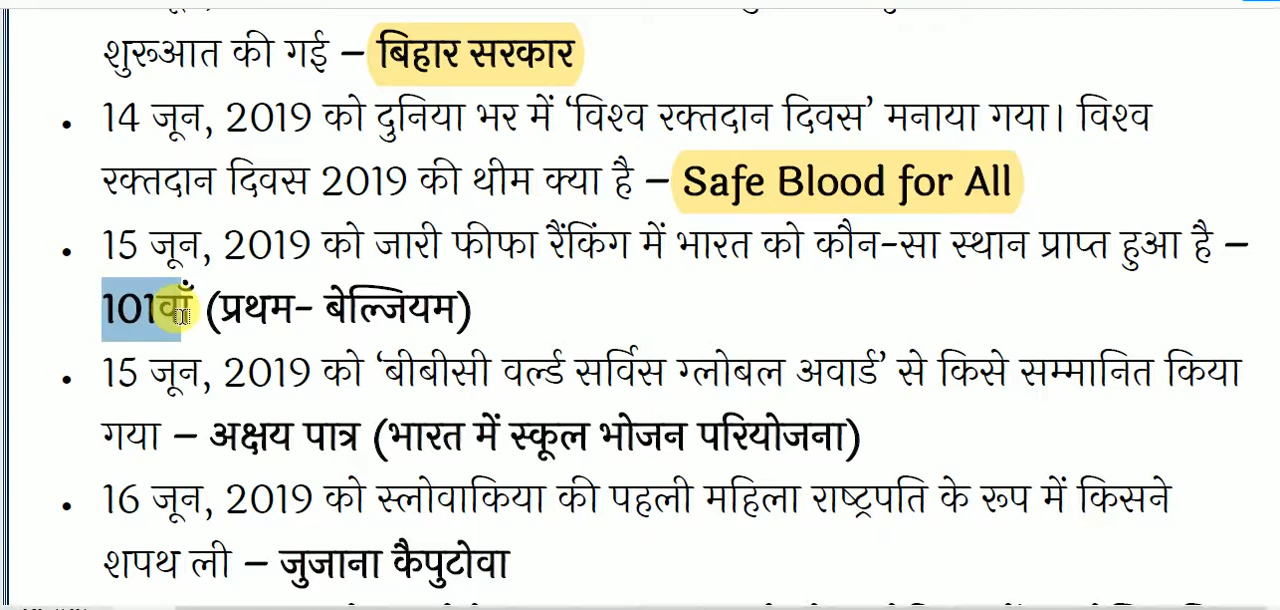 शुरूआत की गई – बिहार सरकार
• 14 जून, 2019 को दुनिया भर में ‘विश्व रक्तदान दिवस’ मनाया गया। विश्व
रक्तदान दिवस 2019 की थीम क्या है – Safe Blood for All
• 15 जून, 2019 को जारी फीफा रैंकिंग में भारत को कौन-सा स्थान प्राप्त हुआ है –
101वाँ (प्रथम- बेल्जियम)
• 15 जून, 2019 को ‘बीबीसी वर्ल्ड सर्विस ग्लोबल अवार्ड’ से किसे सम्मानित किया
गया – अक्षय पात्र (भारत में स्कूल भोजन परियोजना)
• 16 जून, 2019 को स्लोवाकिया की पहली महिला राष्ट्रपति के रूप में किसने
शपथ ली – जुजाना कैपुटोवा